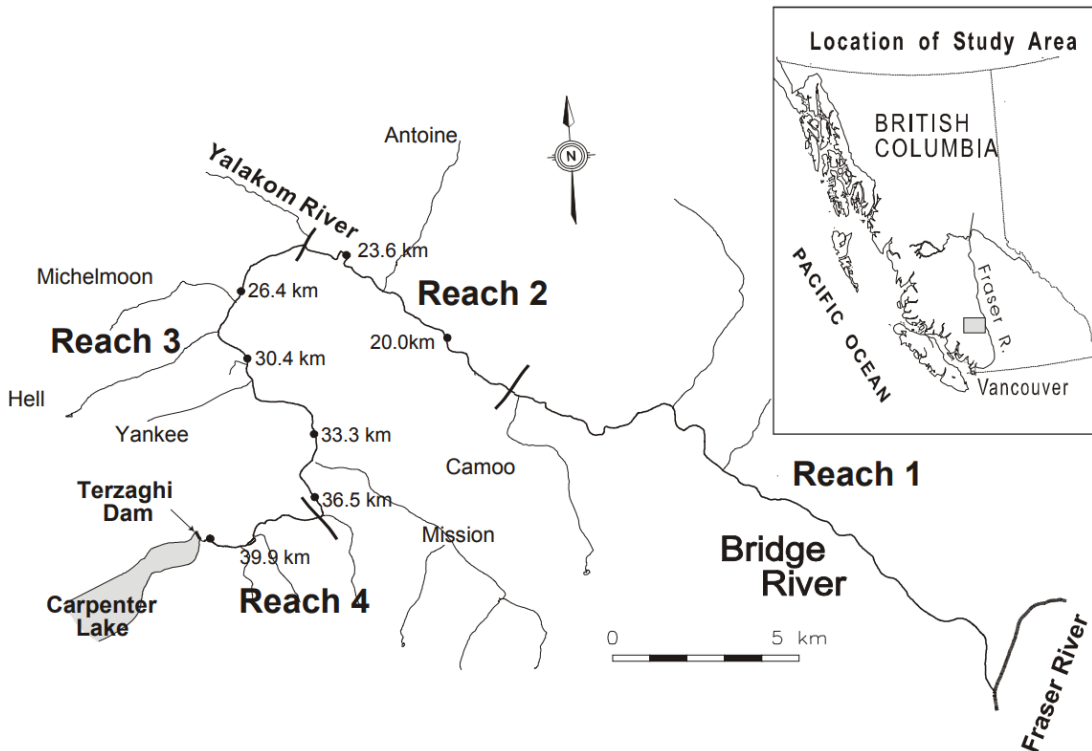 Location of Study Area
BRITISH
COLUMBIA
PACIFIC OCEAN
Fraser R.
Vancouver
Antoine
N
Yalakom River
23.6 km
Michelmoon
26.4 km
Reach 2
Reach 3
20.0km
30.4 km
Hell
Yankee
33.3 km
Camoo
Reach 1
Terzaghi
Dam
36.5 km
Mission
39.9 km
Bridge
River
Reach 4
Carpenter
Lake
0 5 km
Fraser River